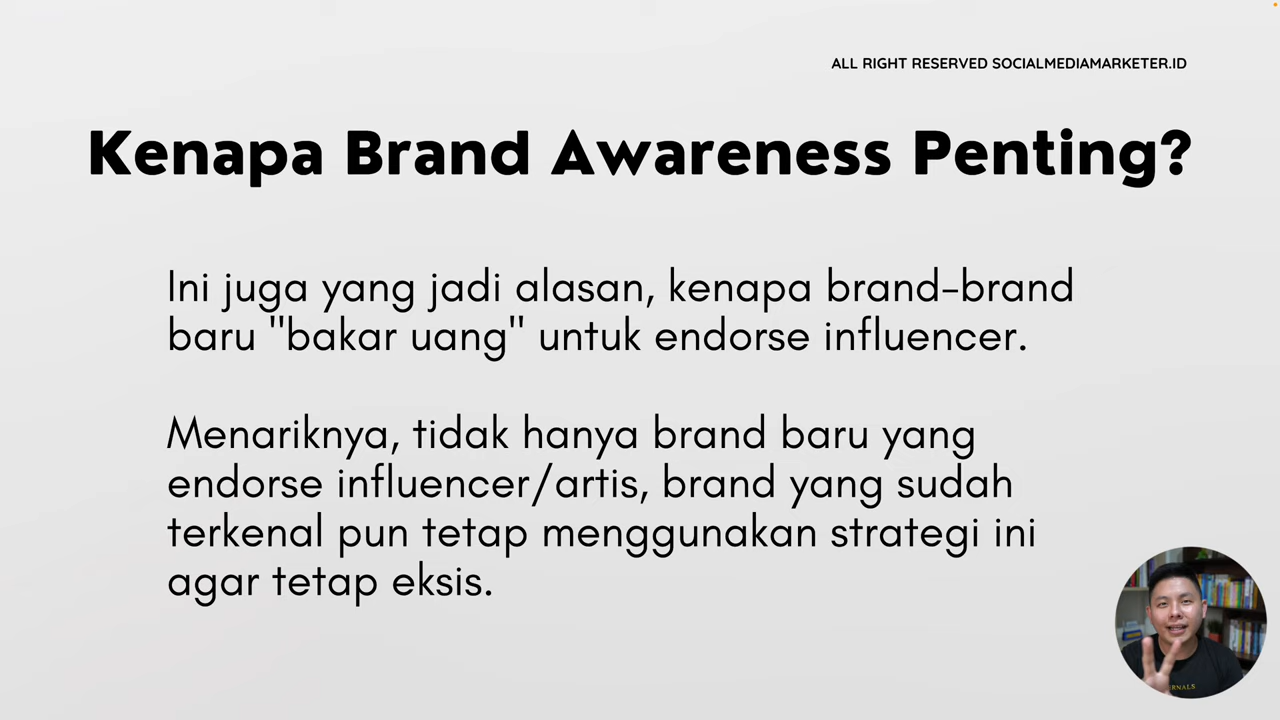 ALL RIGHT RESERVED SOCIALMEDIAMARKETER.ID
Kenapa Brand Awareness Penting?
Ini juga yang jadi alasan, kenapa brand-brand
baru "bakar uang" untuk endorse influencer.
Menariknya, tidak hanya brand baru yang
endorse influencer/artis, brand yang sudah
terkenal pun tetap menggunakan strategi ini
agar tetap eksis.